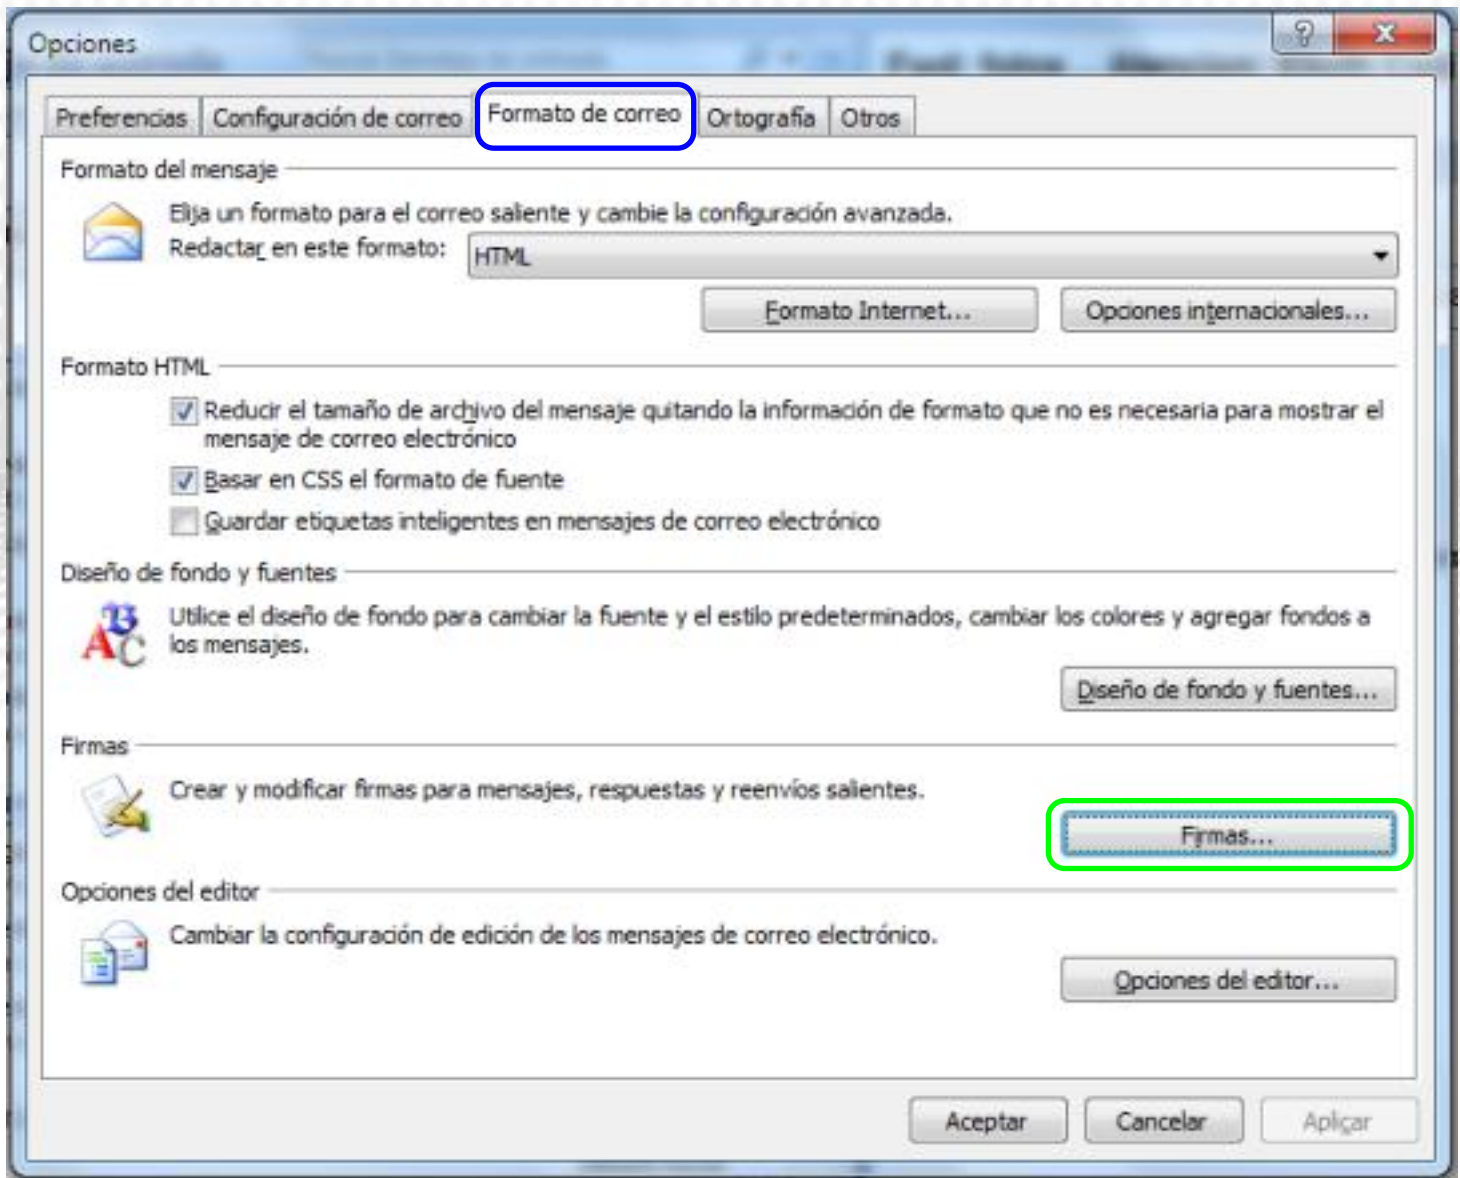 Opciones
Preferencias Configuración de correo Formato de correo Ortografía Otros
Formato del mensaje
Elija un formato para el correo saliente y cambie la configuración avanzada.
Redactar en este formato: HTML
Formato Internet... Opciones internacionales...
Formato HTML
Reducir el tamaño de archivo del mensaje quitando la información de formato que no es necesaria para mostrar el
mensaje de correo electrónico
Basar en CSS el formato de fuente
Guardar etiquetas inteligentes en mensajes de correo electrónico
Diseño de fondo y fuentes
Utilice el diseño de fondo para cambiar la fuente y el estilo predeterminados, cambiar los colores y agregar fondos a
los mensajes.
Diseño de fondo y fuentes...
Firmas
Crear y modificar firmas para mensajes, respuestas y reenvíos salientes.
Firmas...
Opciones del editor
Cambiar la configuración de edición de los mensajes de correo electrónico.
Opciones del editor...
Aceptar Cancelar Aplicar